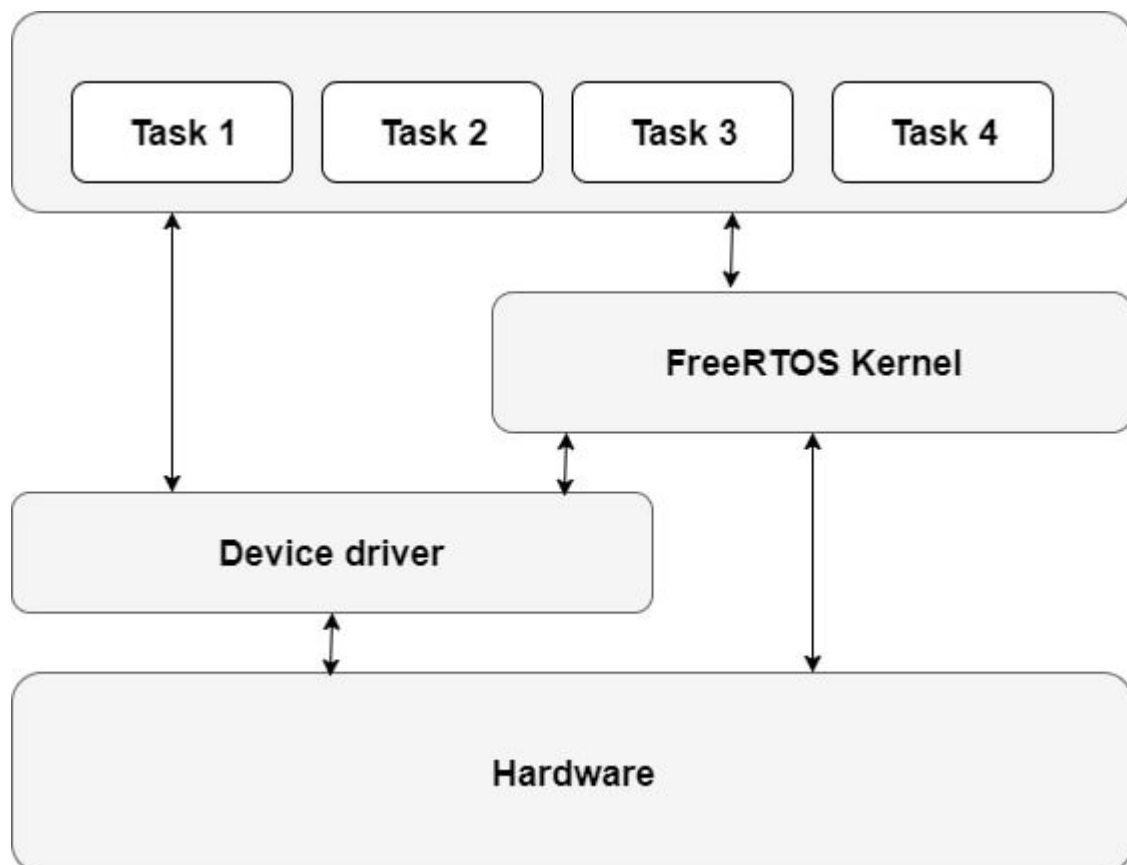 Task 1
Task 2
Task 3
Task 4
FreeRTOS Kernel
Device driver
Hardware